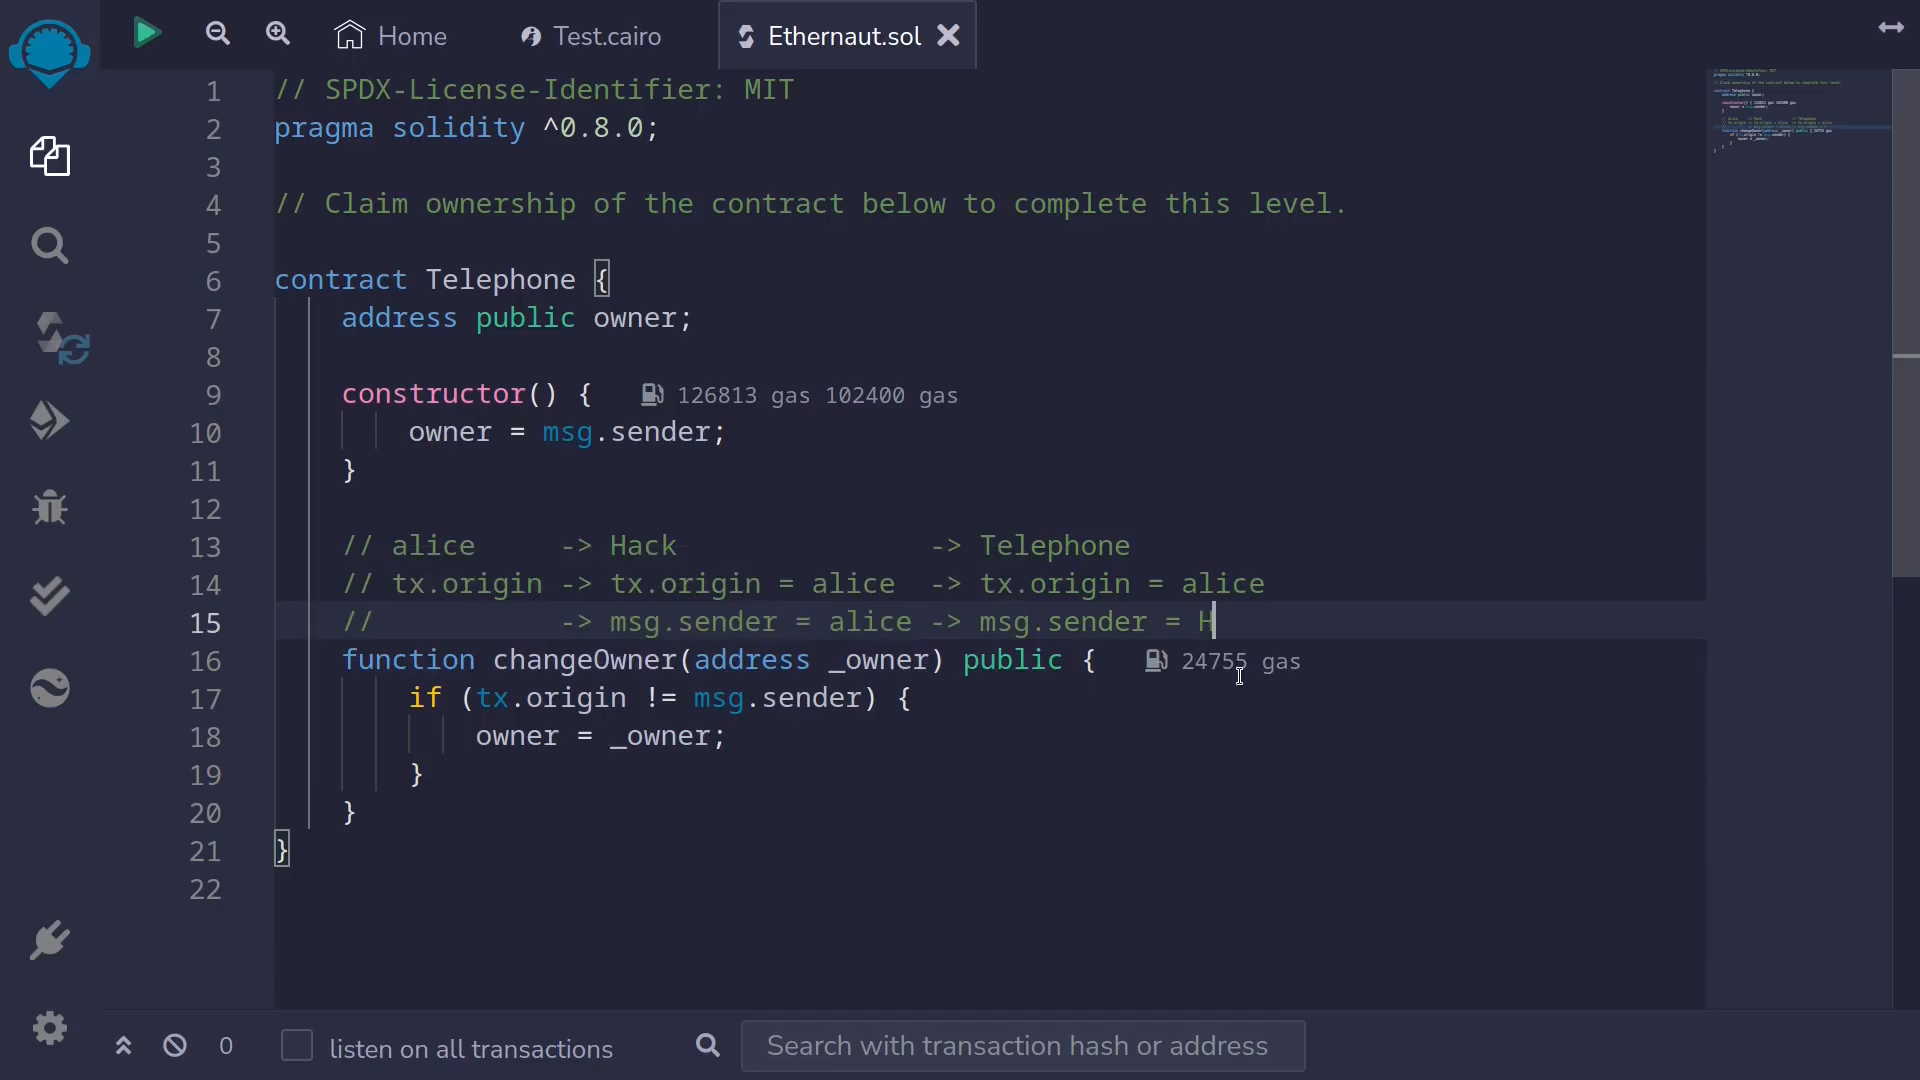 Home Test.cairo Ethernaut.sol
1 // SPDX-License-Identifier: MIT
2 pragma solidity ^0.8.0;
3
4 // Claim ownership of the contract below to complete this level.
5
6 contract Telephone {
7 address public owner;
8
9 constructor() { 126813 gas 102400 gas
10 owner = msg.sender;
11 }
12
13 // alice -> Hack -> Telephone
14 // tx.origin -> tx.origin = alice -> tx.origin = alice
15 // -> msg.sender = alice -> msg.sender = H
16 function changeOwner(address _owner) public { 24755 gas
17 if (tx.origin != msg.sender) {
18 owner = _owner;
19 }
20 }
21 }
22
0 listen on all transactions Search with transaction hash or address